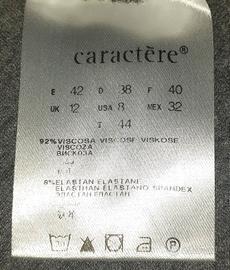 caractère®
E 42 D 38 F 40
UK 12 USA 8 MEX 32
T 44
92% VISCOSA VISCOSE VISKOSE
VISCOZA
ВИСКОЗА
8% ELASTAN ELASTANE
ELASTHAN ELASTANO SPANDEX
ЭЛАСТАН
P